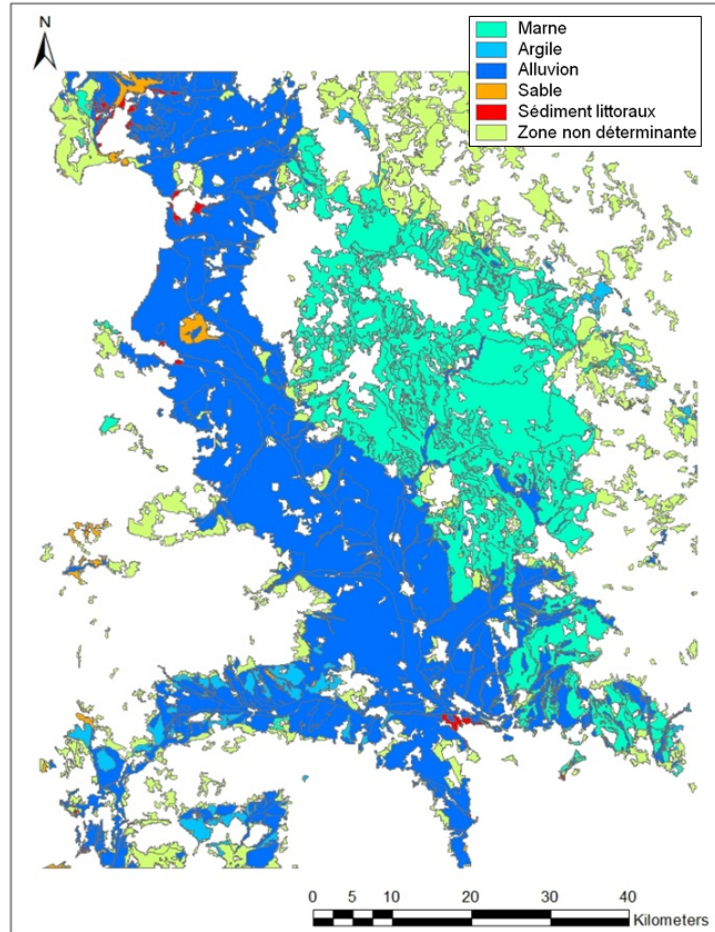 N
Marne
Argile
Alluvion
Sable
Sédiment littoraux
Zone non déterminante
0 5 10 20 30 40
Kilometers